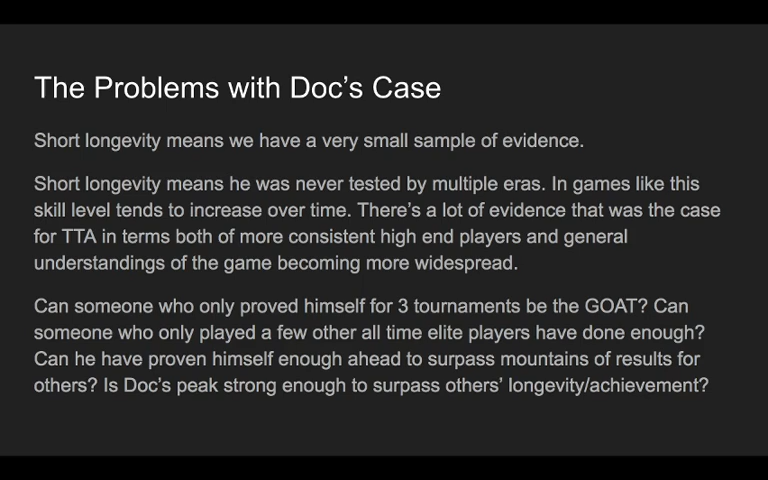 The Problems with Doc's Case
Short longevity means we have a very small sample of evidence.
Short longevity means he was never tested by multiple eras. In games like this
skill level tends to increase over time. There's a lot of evidence that was the case
for TTA in terms both of more consistent high end players and general
understandings of the game becoming more widespread.
Can someone who only proved himself for 3 tournaments be the GOAT? Can
someone who only played a few other all time elite players have done enough?
Can he have proven himself enough ahead to surpass mountains of results for
others? Is Doc's peak strong enough to surpass others' longevity/achievement?